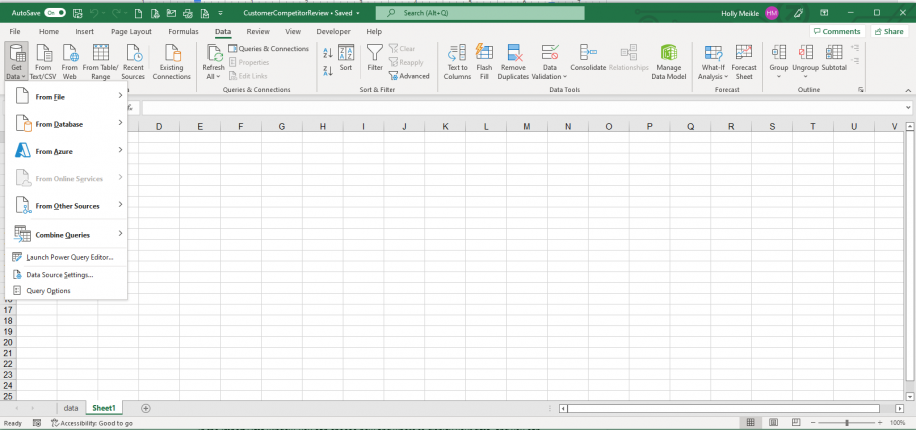 AutoSave On CustomerCompetitorReview • Saved Search (Alt+Q) Holly Meikle HM
File Home Insert Page Layout Formulas Data Review View Developer Help Comments Share
Get Data From Text/CSV From Web From Table/Range Recent Sources Existing Connections
Refresh All Queries & Connections Properties Edit Links
Sort Filter Clear Reapply Advanced
Text to Columns Flash Fill Remove Duplicates Data Validation Consolidate Relationships Manage Data Model
What-If Analysis Forecast Sheet
Group Ungroup Subtotal
Queries & Connections Sort & Filter Data Tools Forecast Outline
From File
From Database
From Azure
From Online Services
From Other Sources
Combine Queries
Launch Power Query Editor...
Data Source Settings...
Query Options
D E F G H I J K L M N O P Q R S T U V
17
18
19
20
21
22
23
24
25
data Sheet1
Ready Accessibility: Good to go 100%